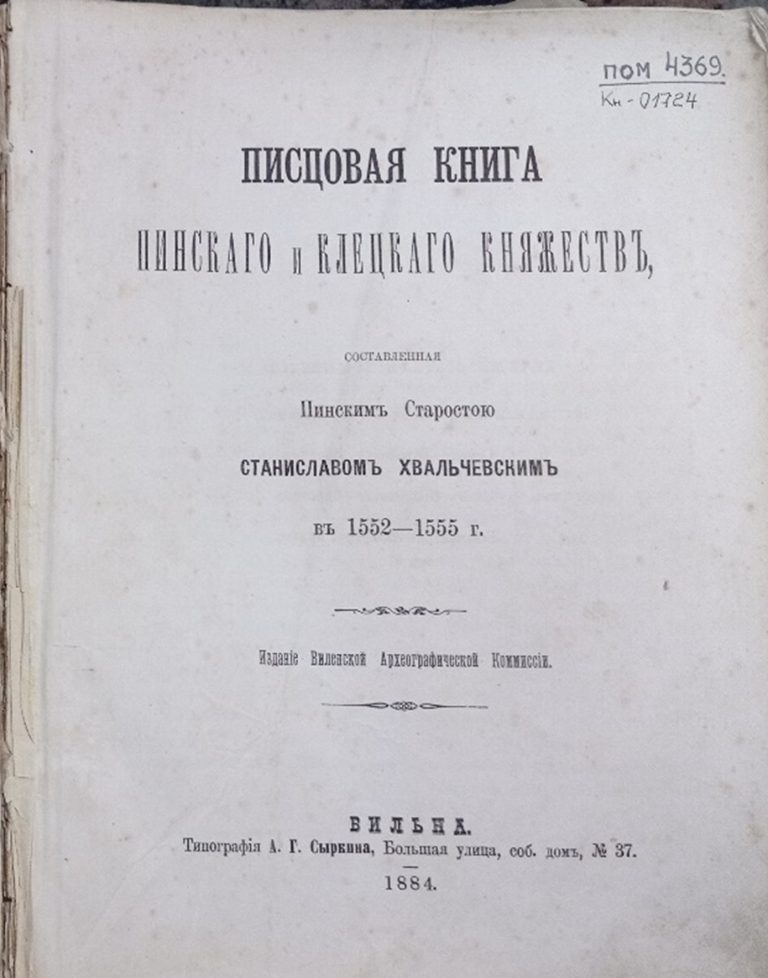 пом 4369.
Кн-01724
ПИСЦОВАЯ КНИГА
ПИНСКАГО И КЛЕЦКАГО КНЯЖЕСТВЪ,
СОСТАВЛЕННАЯ
Пинскимъ Старостою
СТАНИСЛАВОМЪ ХВАЛЬЧЕВСКИМЪ
въ 1552—1555 г.
Изданіе Виленской Археографической Коммиссіи.
ВИЛЬНА.
Типографія А. Г. Сыркина, Большая улица, соб. домъ, № 37.
1884.